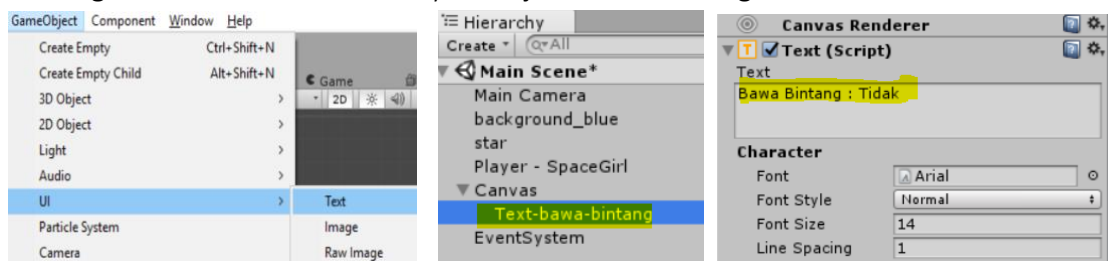 GameObject Component Window Help
Create Empty Ctrl+Shift+N
Create Empty Child Alt+Shift+N
3D Object >
2D Object >
Light >
Audio >
UI >
Particle System
Camera
Game
2D
Text
Image
Raw Image
Hierarchy
Create All
Main Scene*
Main Camera
background_blue
star
Player - SpaceGirl
Canvas
Text-bawa-bintang
EventSystem
Canvas Renderer
T Text (Script)
Text
Bawa Bintang : Tidak
Character
Font Arial
Font Style Normal
Font Size 14
Line Spacing 1